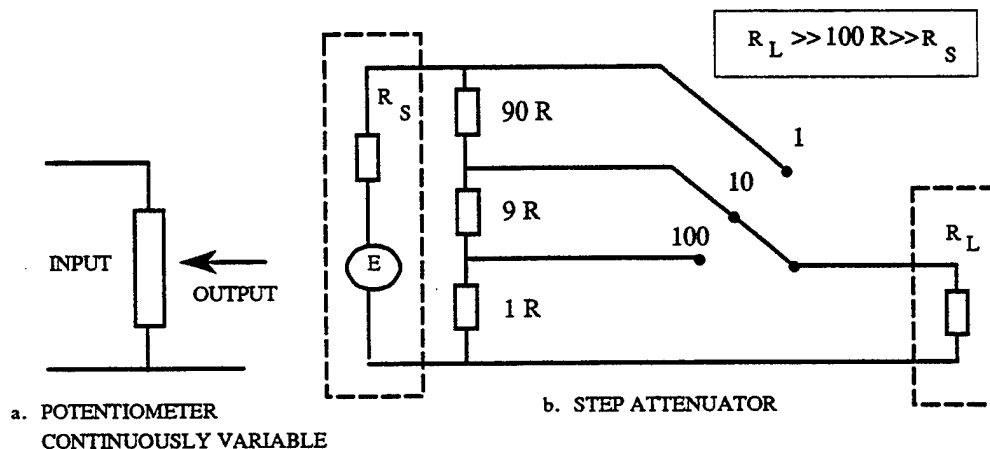 R L >> 100 R>>R S
R S
90 R
1
10
9 R
100
R L
INPUT
E
OUTPUT
1 R
a. POTENTIOMETER
CONTINUOUSLY VARIABLE
b. STEP ATTENUATOR